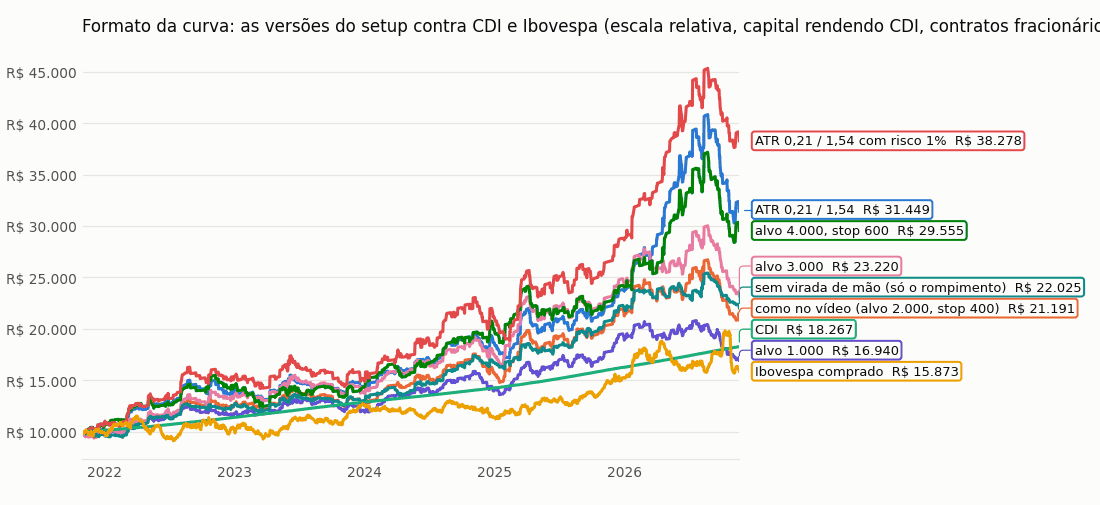 Formato da curva: as versões do setup contra CDI e Ibovespa (escala relativa, capital rendendo CDI, contratos fracionário
R$ 45.000
R$ 40.000
R$ 35.000
R$ 30.000
R$ 25.000
R$ 20.000
R$ 15.000
R$ 10.000
2022
2023
2024
2025
2026
ATR 0,21 / 1,54 com risco 1% R$ 38.278
ATR 0,21 / 1,54 R$ 31.449
alvo 4.000, stop 600 R$ 29.555
alvo 3.000 R$ 23.220
sem virada de mão (só o rompimento) R$ 22.025
como no vídeo (alvo 2.000, stop 400) R$ 21.191
CDI R$ 18.267
alvo 1.000 R$ 16.940
Ibovespa comprado R$ 15.873